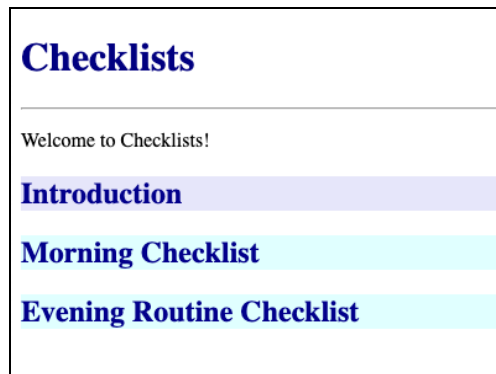 Checklists
Welcome to Checklists!
Introduction
Morning Checklist
Evening Routine Checklist